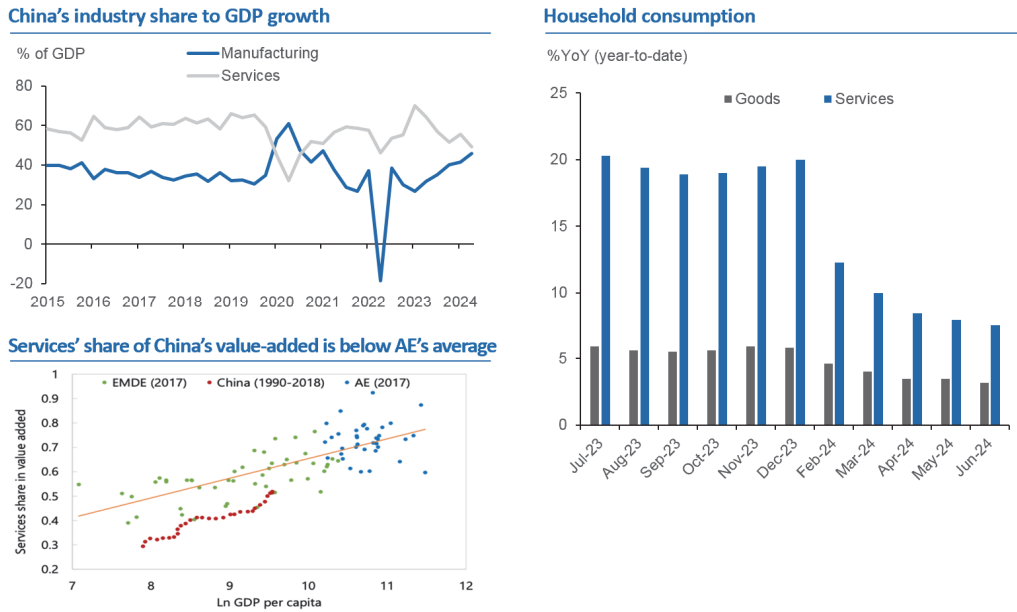 China's industry share to GDP growth
% of GDP
Manufacturing
Services
80
60
40
20
0
-20
2015 2016 2017 2018 2019 2020 2021 2022 2023 2024
Services' share of China's value-added is below AE's average
EMDE (2017) China (1990-2018) AE (2017)
Services share in value added
1
0.9
0.8
0.7
0.6
0.5
0.4
0.3
0.2
7 8 9 10 11 12
Ln GDP per capita
Household consumption
%YoY (year-to-date)
Goods Services
25
20
15
10
5
0
Jul-23 Aug-23 Sep-23 Oct-23 Nov-23 Dec-23 Feb-24 Mar-24 Apr-24 May-24 Jun-24